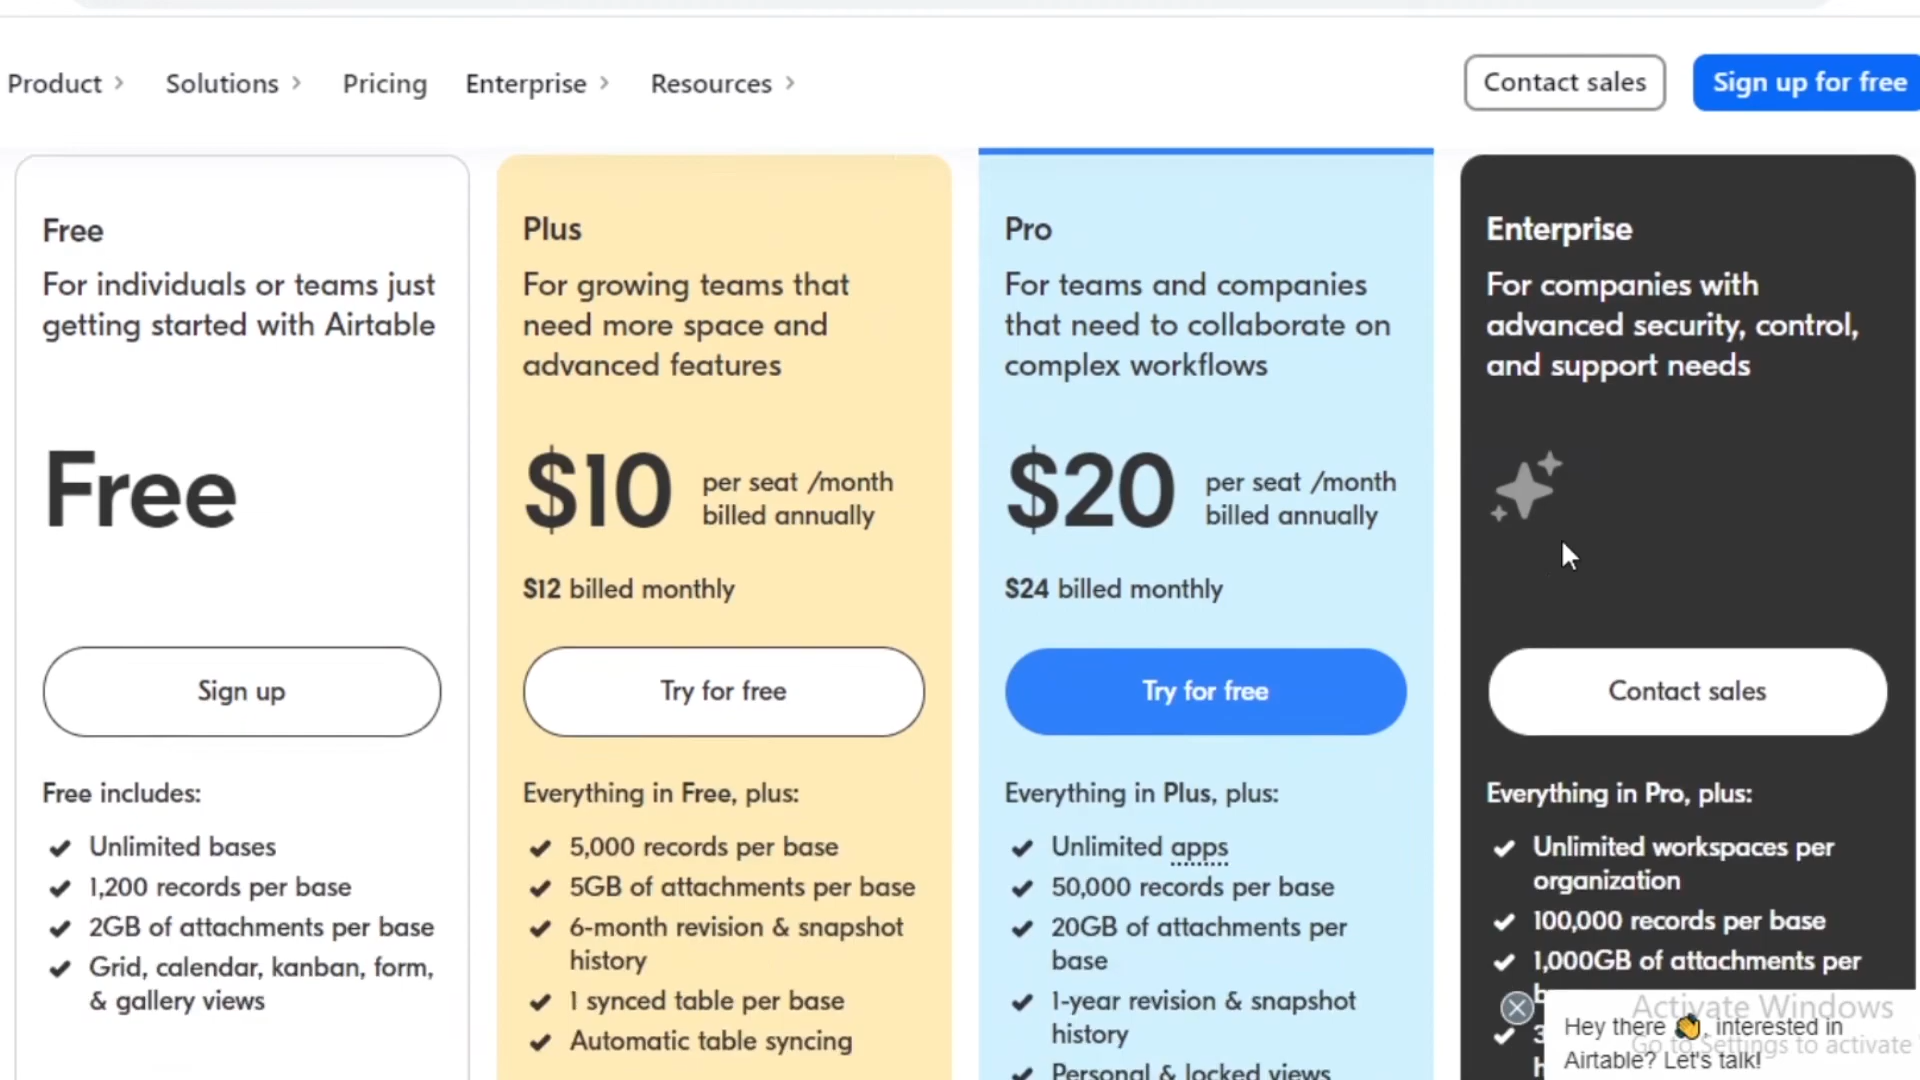 Product
Solutions
Pricing
Enterprise
Resources
Contact sales
Sign up for free
Free
For individuals or teams just
getting started with Airtable
Free
Sign up
Free includes:
Unlimited bases
1,200 records per base
2GB of attachments per base
Grid, calendar, kanban, form,
& gallery views
Plus
For growing teams that
need more space and
advanced features
$10
per seat /month
billed annually
$12 billed monthly
Try for free
Everything in Free, plus:
5,000 records per base
5GB of attachments per base
6-month revision & snapshot
history
1 synced table per base
Automatic table syncing
Pro
For teams and companies
that need to collaborate on
complex workflows
$20
per seat /month
billed annually
$24 billed monthly
Try for free
Everything in Plus, plus:
Unlimited apps
50,000 records per base
20GB of attachments per
base
1-year revision & snapshot
history
Personal & locked views
Enterprise
For companies with
advanced security, control,
and support needs
Contact sales
Everything in Pro, plus:
Unlimited workspaces per
organization
100,000 records per base
1,000GB of attachments per
Activate Windows
Go to Settings to activate
Hey there 👋, interested in
Airtable? Let's talk!